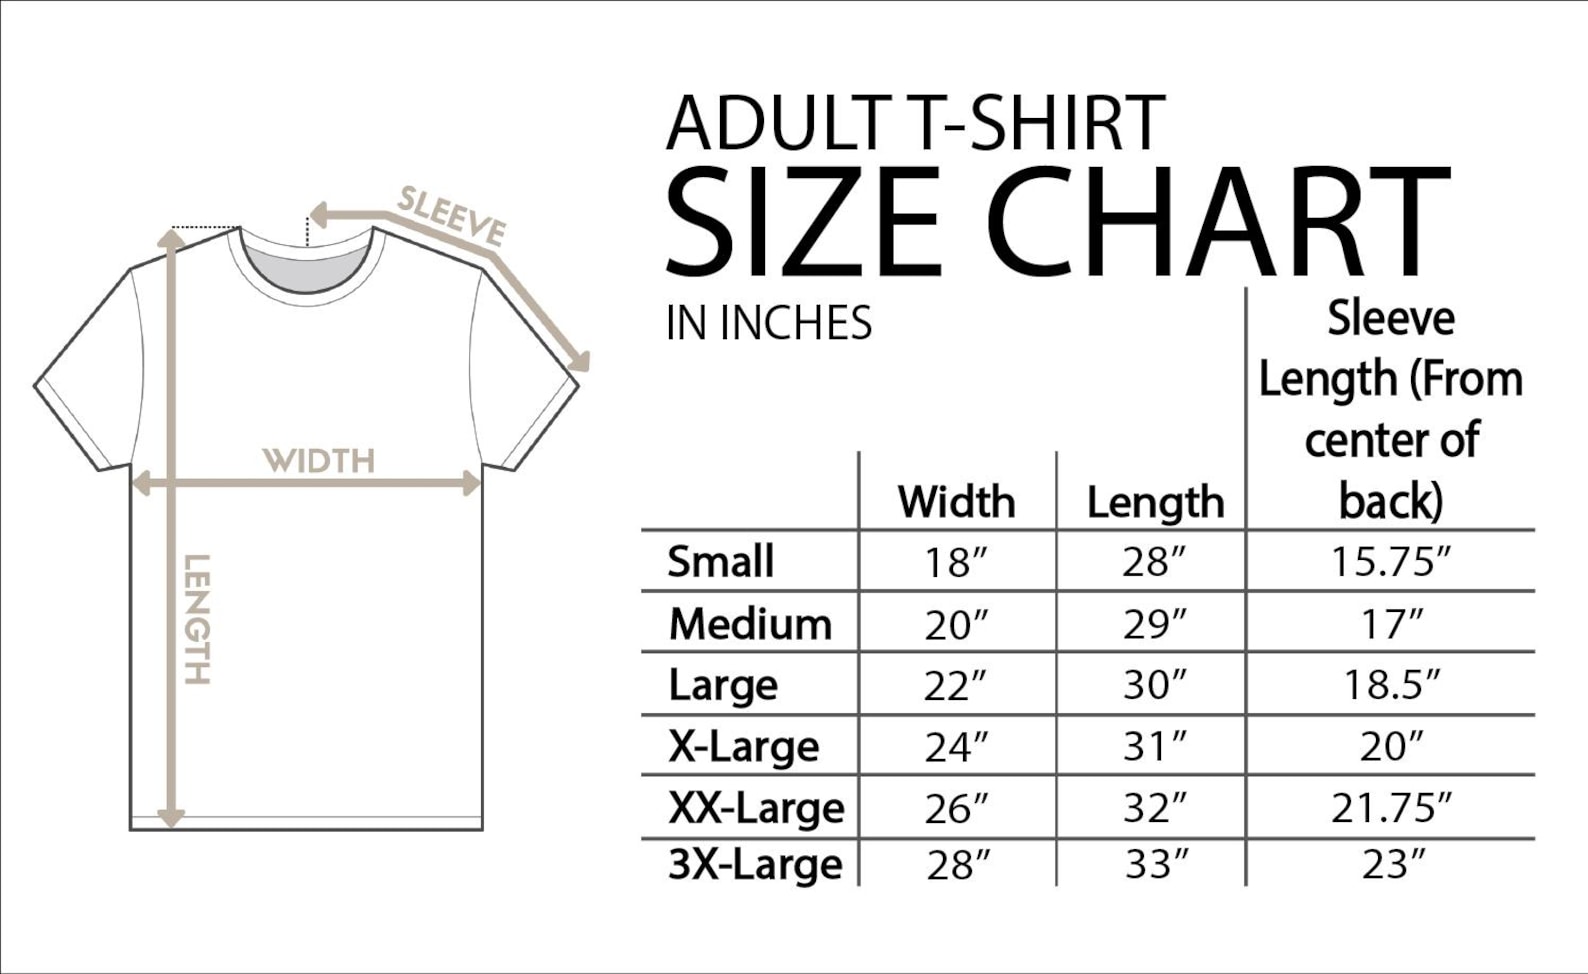 SLEEVE
WIDTH
LENGTH
ADULT T-SHIRT
SIZE CHART
IN INCHES
Sleeve
Length (From
center of
Width Length back)
Small 18” 28” 15.75”
Medium 20” 29” 17”
Large 22” 30” 18.5”
X-Large 24” 31” 20”
XX-Large 26” 32” 21.75”
3X-Large 28” 33” 23”